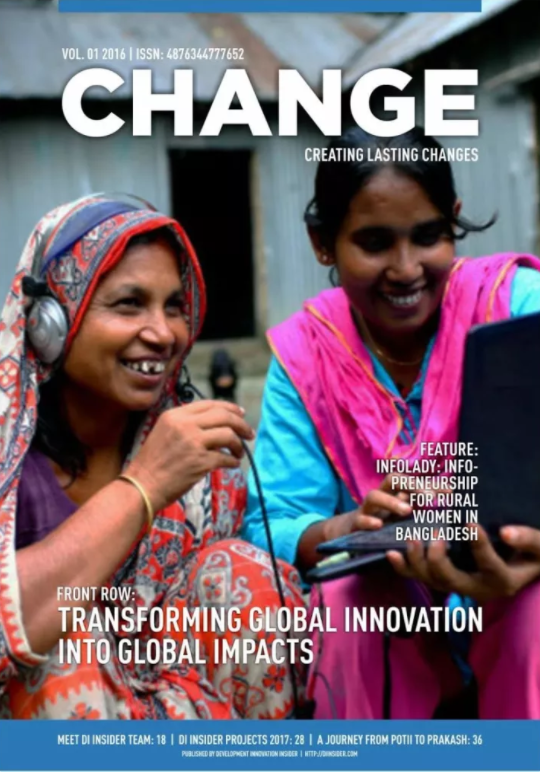 VOL. 01 2016 | ISSN: 4876344777652
CHANGE
CREATING LASTING CHANGES
FEATURE:
INFOLADY: INFO-
PRENEURSHIP
FOR RURAL
WOMEN IN
BANGLADESH
FRONT ROW:
TRANSFORMING GLOBAL INNOVATION
INTO GLOBAL IMPACTS
MEET DI INSIDER TEAM: 18 | DI INSIDER PROJECTS 2017: 28 | A JOURNEY FROM POTII TO PRAKASH: 36
PUBLISHED BY DEVELOPMENT INNOVATION INSIDER | HTTP://DIINSIDER.COM